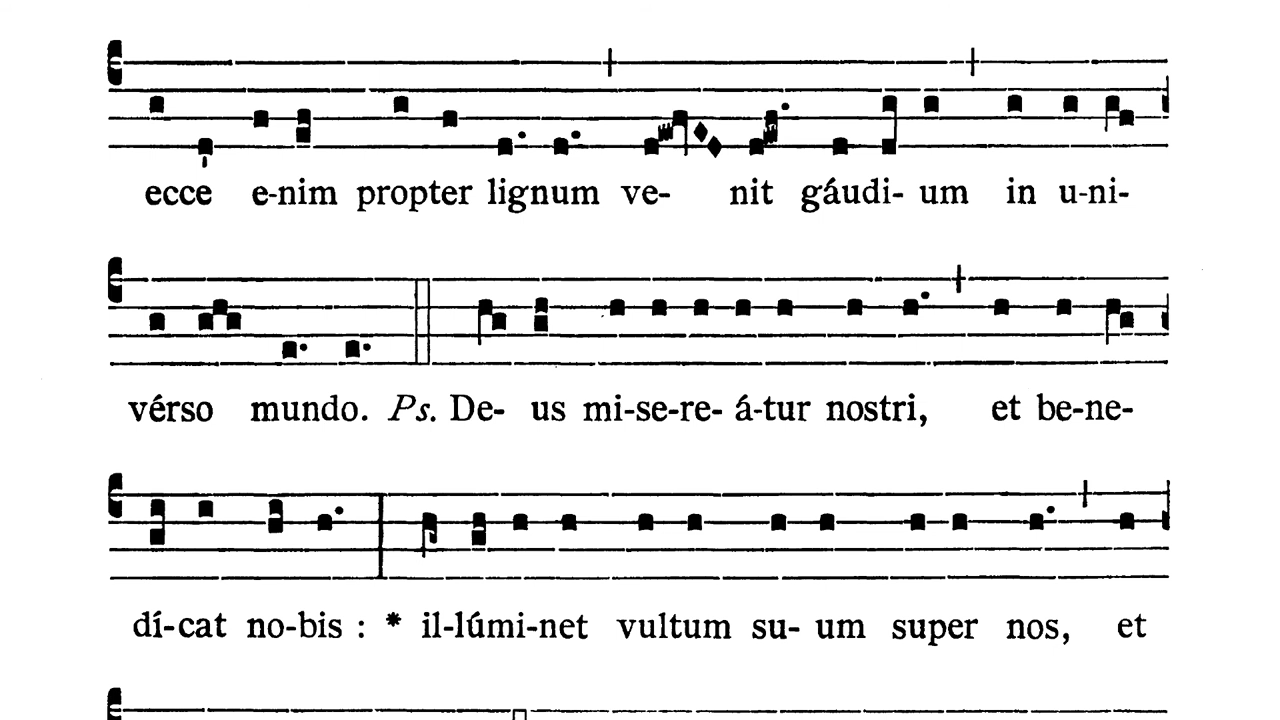 ecce e-nim propter lignum ve- nit gáudi- um in u-ni-
vérso mundo. Ps. De- us mi-se-re- á-tur nostri, et be-ne-
dí-cat no-bis : * il-lúmi-net vultum su- um super nos, et